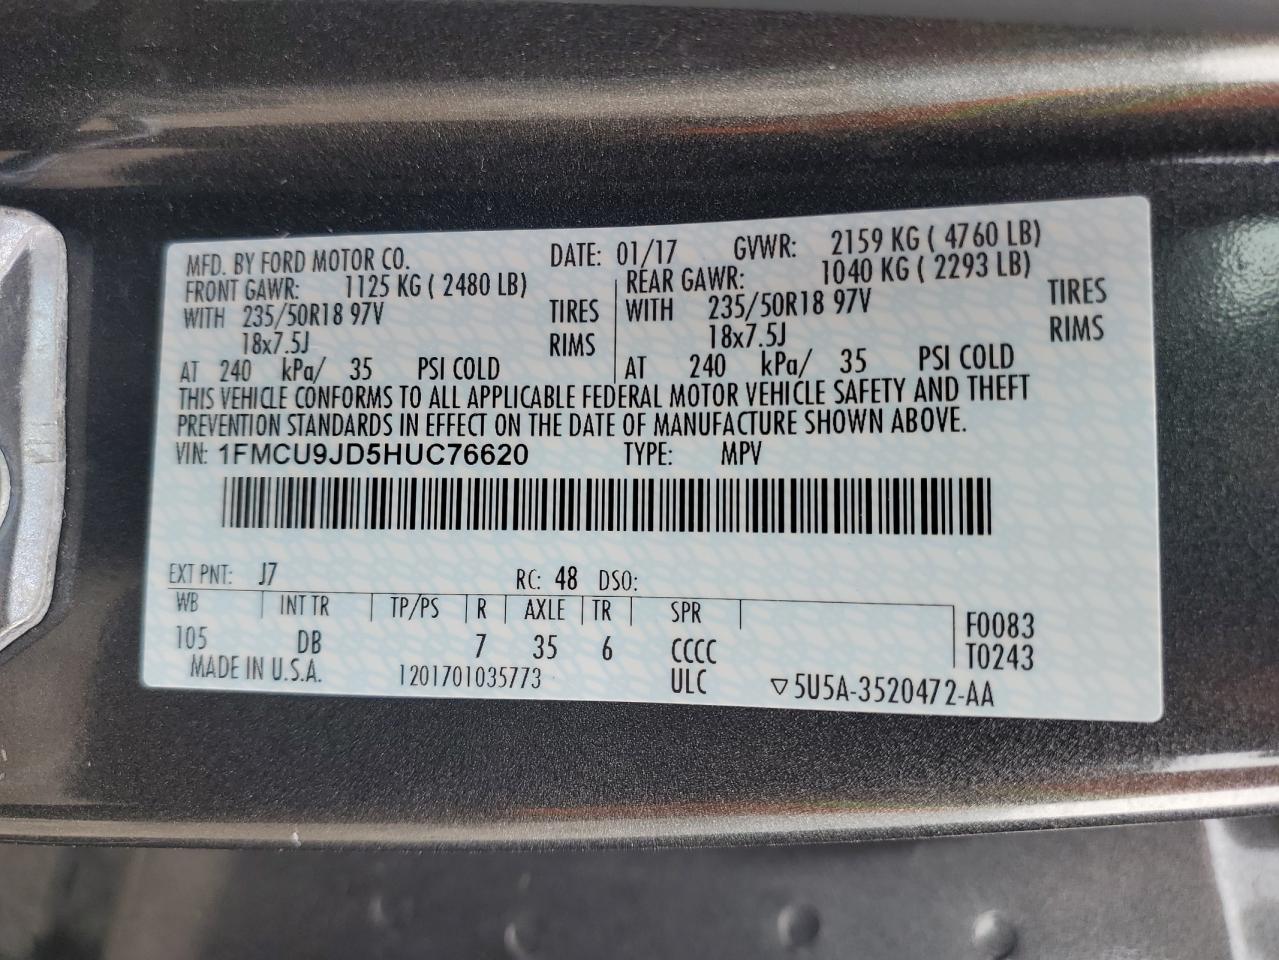 MFD. BY FORD MOTOR CO. DATE: 01/17 GVWR: 2159 KG ( 4760 LB)
FRONT GAWR: 1125 KG ( 2480 LB) REAR GAWR: 1040 KG ( 2293 LB)
WITH 235/50R18 97V TIRES WITH 235/50R18 97V TIRES
18x7.5J RIMS 18x7.5J RIMS
AT 240 kPa/ 35 PSI COLD AT 240 kPa/ 35 PSI COLD
THIS VEHICLE CONFORMS TO ALL APPLICABLE FEDERAL MOTOR VEHICLE SAFETY AND THEFT
PREVENTION STANDARDS IN EFFECT ON THE DATE OF MANUFACTURE SHOWN ABOVE.
VIN: 1FMCU9JD5HUC76620 TYPE: MPV
EXT PNT: J7 RC: 48 DSO:
WB INT TR TP/PS R AXLE TR SPR F0083
105 DB 7 35 6 CCCC T0243
MADE IN U.S.A. 1201701035773 ULC ▽5U5A-3520472-AA